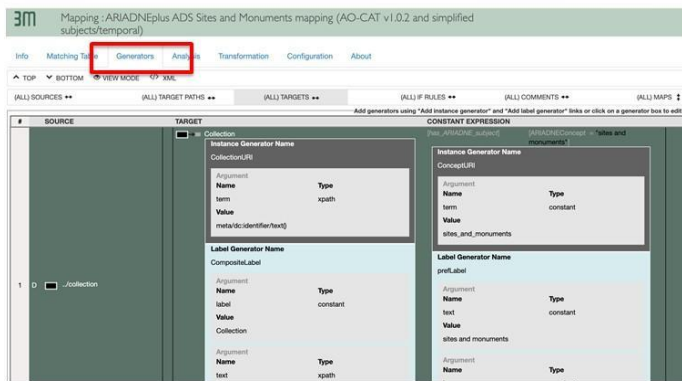 3M Mapping : ARIADNEplus ADS Sites and Monuments mapping (AO-CAT v1.0.2 and simplified
subjects/temporal)
Info Matching Table Generators Analysis Transformation Configuration About
TOP BOTTOM VIEW MODE </> XML
(ALL) SOURCES (ALL) TARGET PATHS (ALL) TARGETS (ALL) IF RULES (ALL) COMMENTS (ALL) MAPS
Add generators using "Add instance generator" and "Add label generator" links or click on a generator box to edit
# SOURCE TARGET CONSTANT EXPRESSION
Collection [has_ARIADNE_subject] [ARIADNEConcept = "sites and
monuments"]
Instance Generator Name Instance Generator Name
CollectionURI ConceptURI
Argument Argument
Name Type Name Type
term xpath term constant
Value Value
meta/dc:identifier/text() sites_and_monuments
Label Generator Name Label Generator Name
CompositeLabel prefLabel
Argument Argument
1 D ../collection
Name Type Name Type
label constant text constant
Value Value
Collection sites and monuments
Argument Argument
Name Type Name Type
text xpath